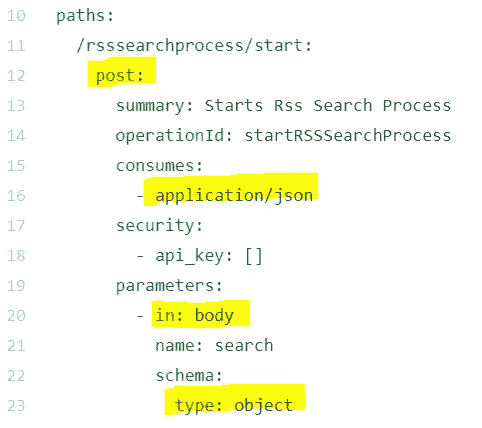 10 paths:
11 /rsssearchprocess/start:
12 post:
13 summary: Starts Rss Search Process
14 operationId: startRSSSearchProcess
15 consumes:
16 - application/json
17 security:
18 - api_key: []
19 parameters:
20 - in: body
21 name: search
22 schema:
23 type: object